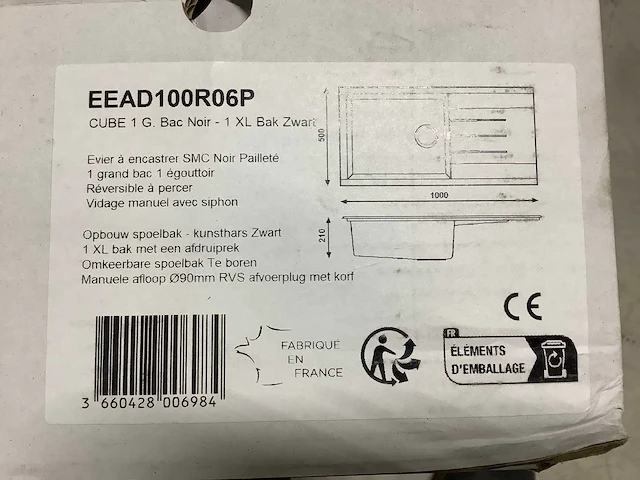 EEAD100R06P
CUBE 1 G. Bac Noir - 1 XL Bak Zwart
Evier à encastrer SMC Noir Pailleté
1 grand bac 1 égouttoir
Réversible à percer
Vidage manuel avec siphon
Opbouw spoelbak - kunsthars Zwart
1 XL bak met een afdruiprek
Omkeerbare spoelbak Te boren
Manuele afloop Ø90mm RVS afvoerplug met korf
500
1000
210
CE
3 660428 006984
FABRIQUÉ
EN
FRANCE
FR
ÉLÉMENTS
D'EMBALLAGE